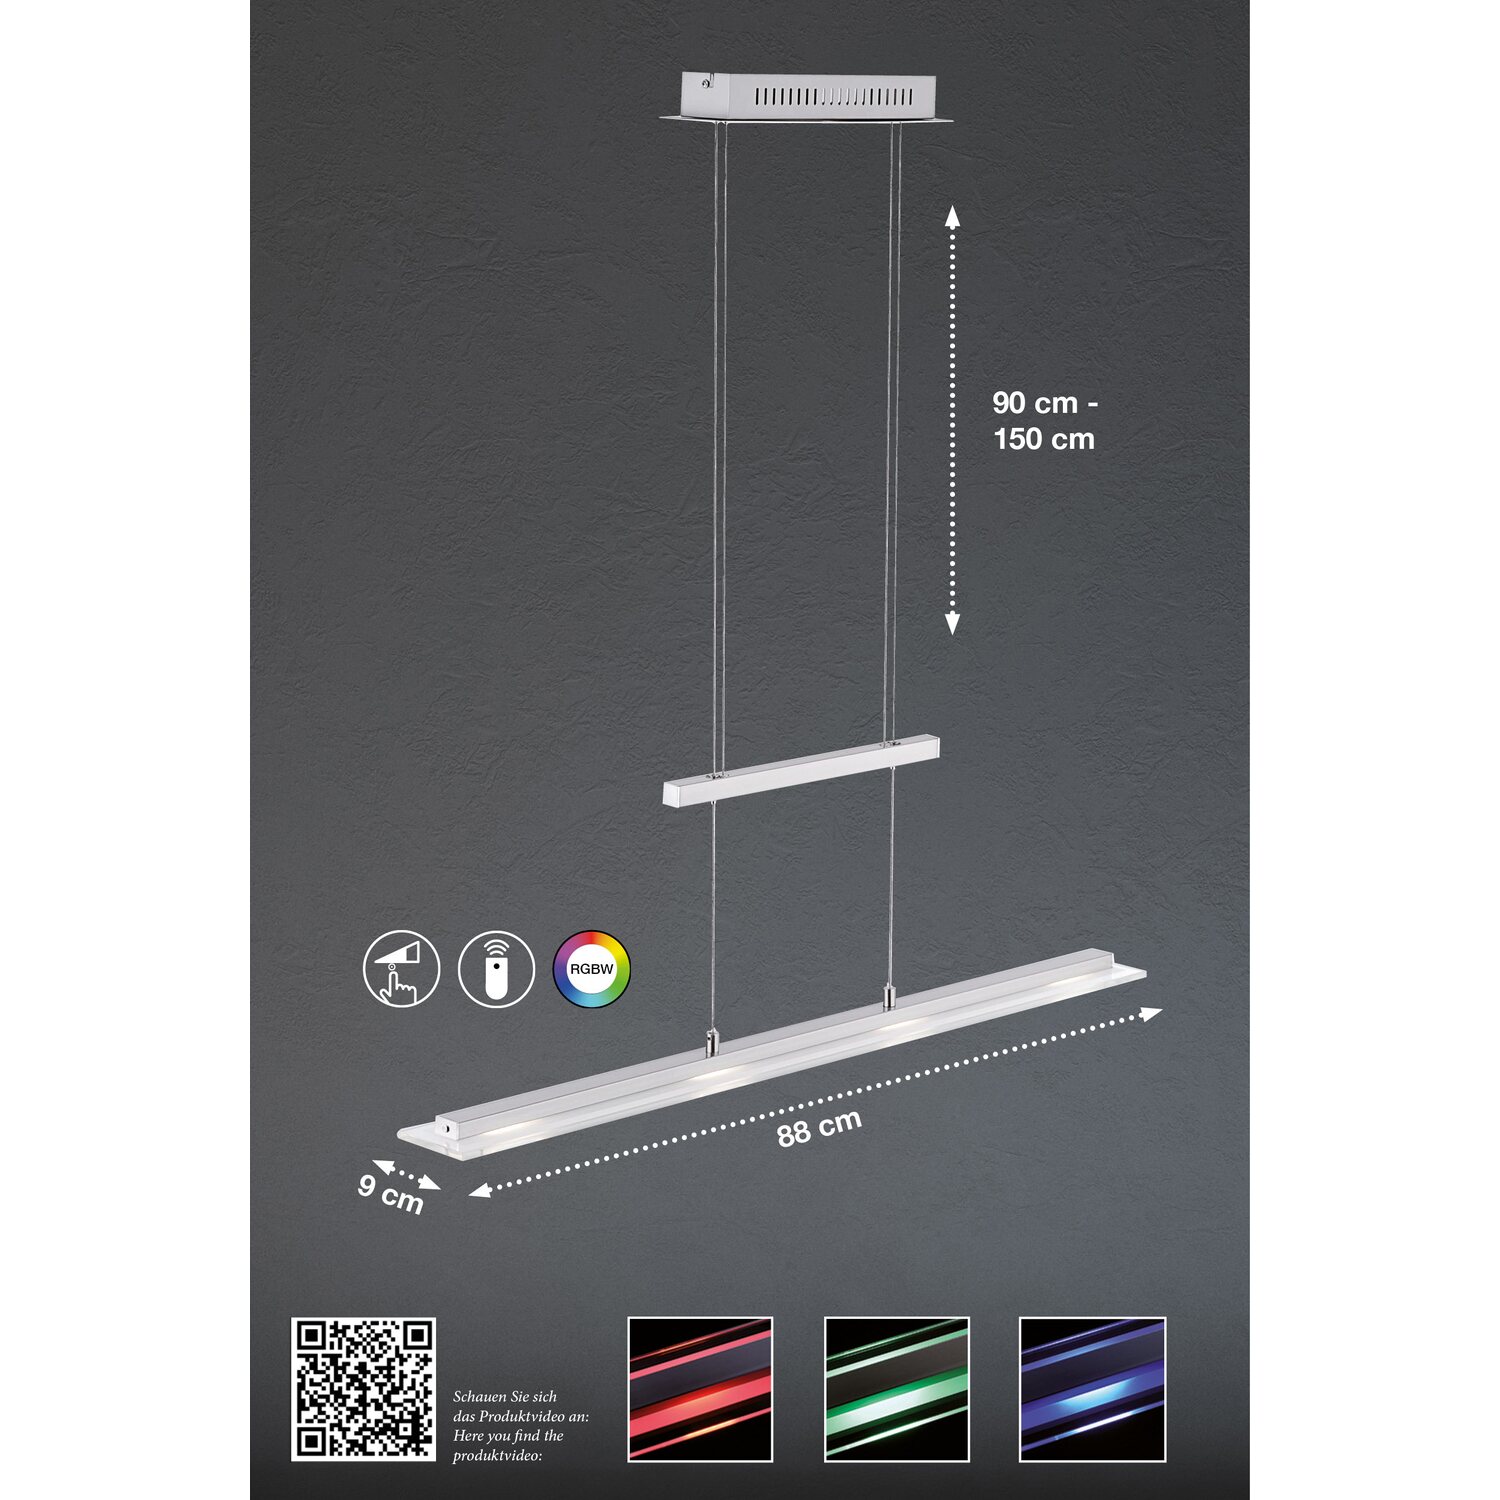 90 cm -
150 cm
RGBW
88 cm
9 cm
Schauen Sie sich
das Produktvideo an:
Here you find the
produktvideo: